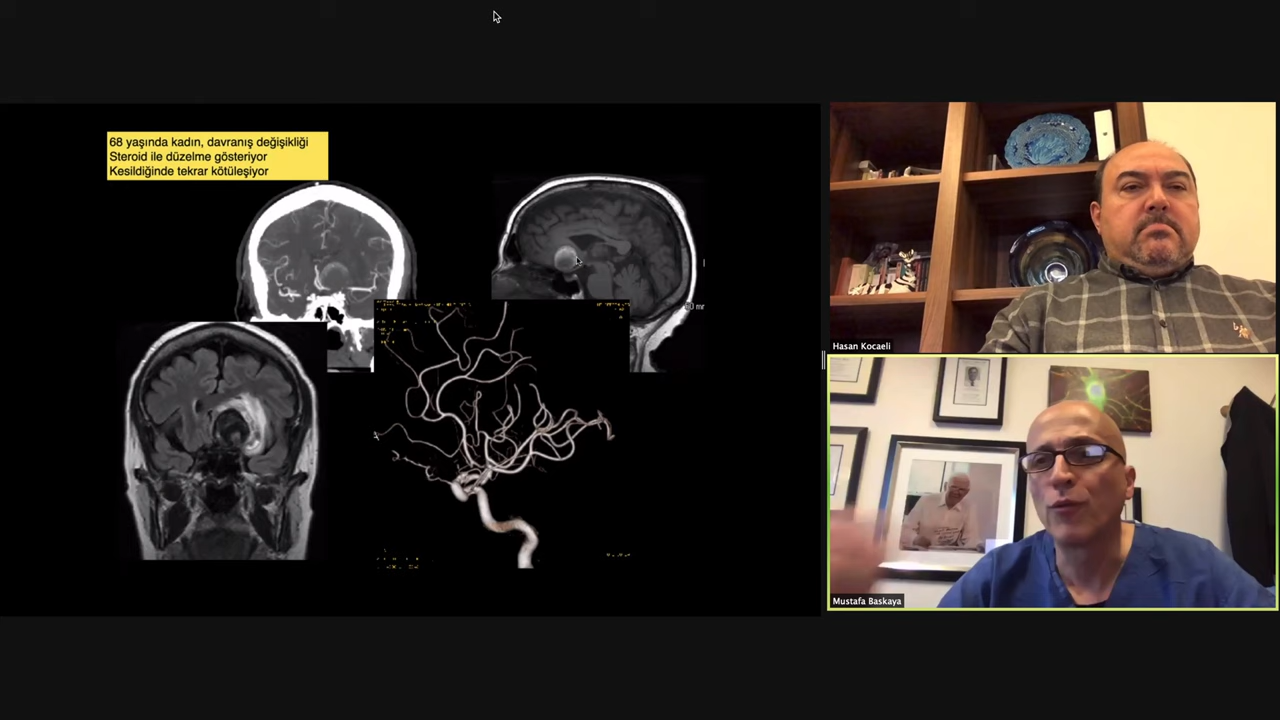 68 yaşında kadın, davranış değişikliği
Steroid ile düzelme gösteriyor
Kesildiğinde tekrar kötüleşiyor
Hasan Kocaeli
Mustafa Baskaya